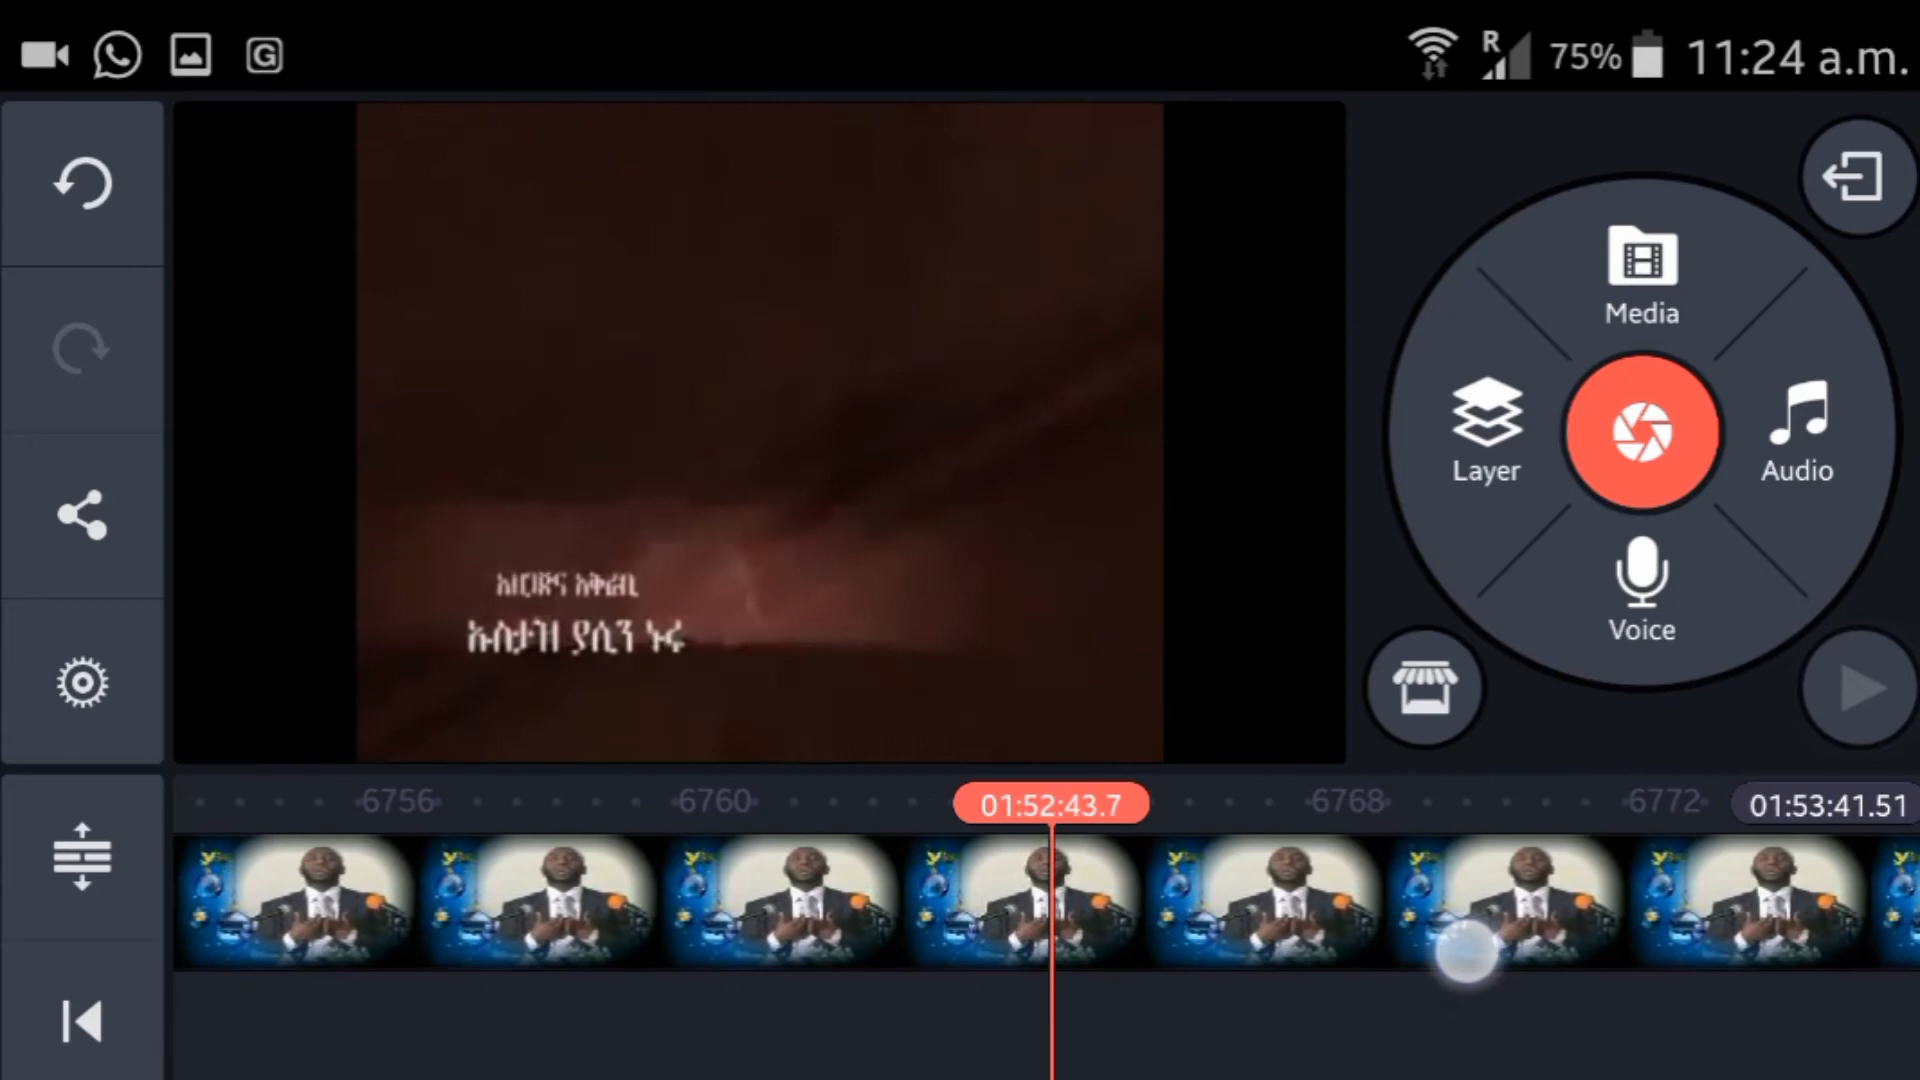 R 75% 11:24 a.m.
Media
Layer
Audio
Voice
አዘጋጅና አቅራቢ
ኡስታዝ ያሲን ኑሩ
6756 6760 01:52:43.7 6768 6772 01:53:41.51